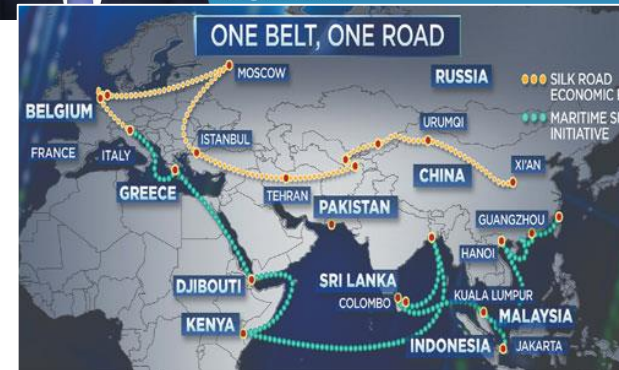 ONE BELT, ONE ROAD
MOSCOW
RUSSIA
SILK ROAD
ECONOMIC
MARITIME
INITIATIVE
BELGIUM
FRANCE
ITALY
ISTANBUL
URUMQI
GREECE
TEHRAN
CHINA
XI'AN
PAKISTAN
GUANGZHOU
HANOI
DJIBOUTI
SRI LANKA
COLOMBO
KUALA LUMPUR
KENYA
MALAYSIA
INDONESIA
JAKARTA